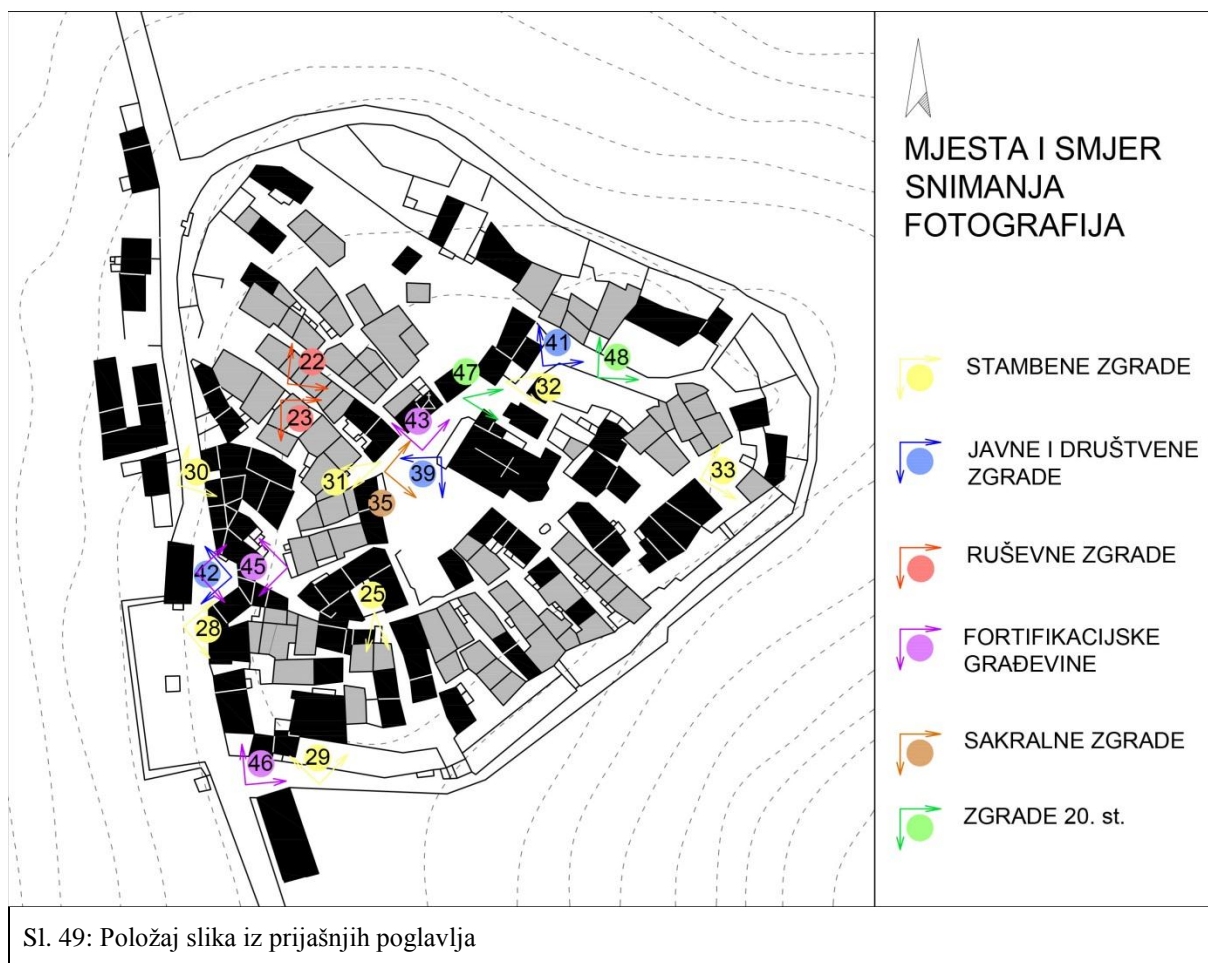 MJESTA I SMJER
SNIMANJA
FOTOGRAFIJA
STAMBENE ZGRADE
JAVNE I DRUŠTVENE
ZGRADE
RUŠEVNE ZGRADE
FORTIFIKACIJSKE
GRAĐEVINE
SAKRALNE ZGRADE
ZGRADE 20. st.
41
48
22
47
32
23
43
30
31
39
33
35
42
45
25
28
46
29
Sl. 49: Položaj slika iz prijašnjih poglavlja